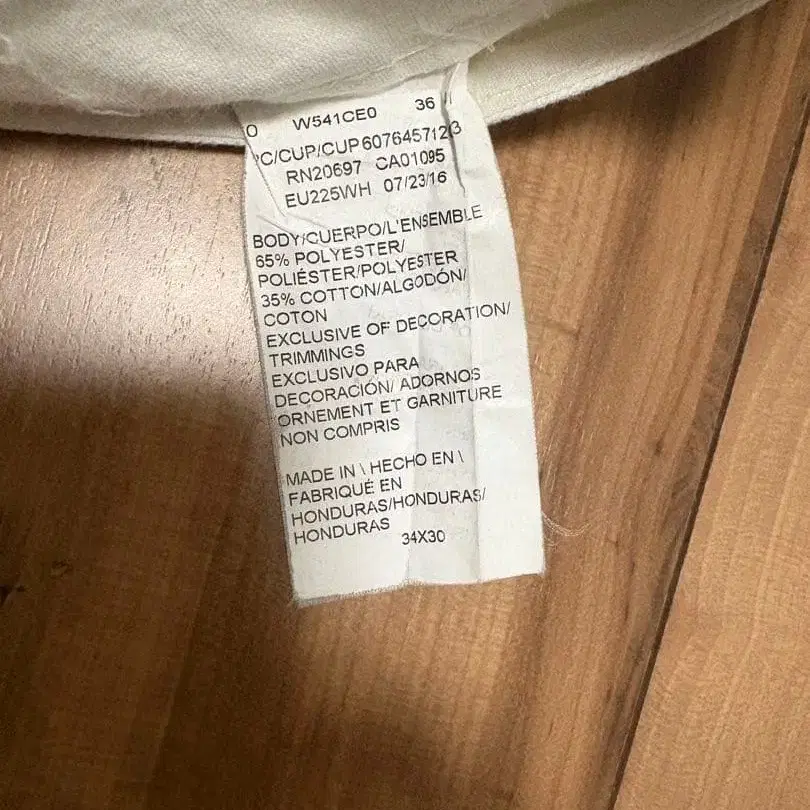 O W541CE0 36
C/CUP/CUP607645712 3
RN20697 CA01095
EU225WH 07/23/16
BODY/CUERPO/L'ENSEMBLE
65% POLYESTER/
POLIÉSTER/POLYESTER
35% COTTON/ALGODÓN/
COTON
EXCLUSIVE OF DECORATION/
TRIMMINGS
EXCLUSIVO PARA
DECORACIÓN/ ADORNOS
ORNEMENT ET GARNITURE
NON COMPRIS
MADE IN \ HECHO EN \
FABRIQUÉ EN
HONDURAS/HONDURAS/
HONDURAS
34X30